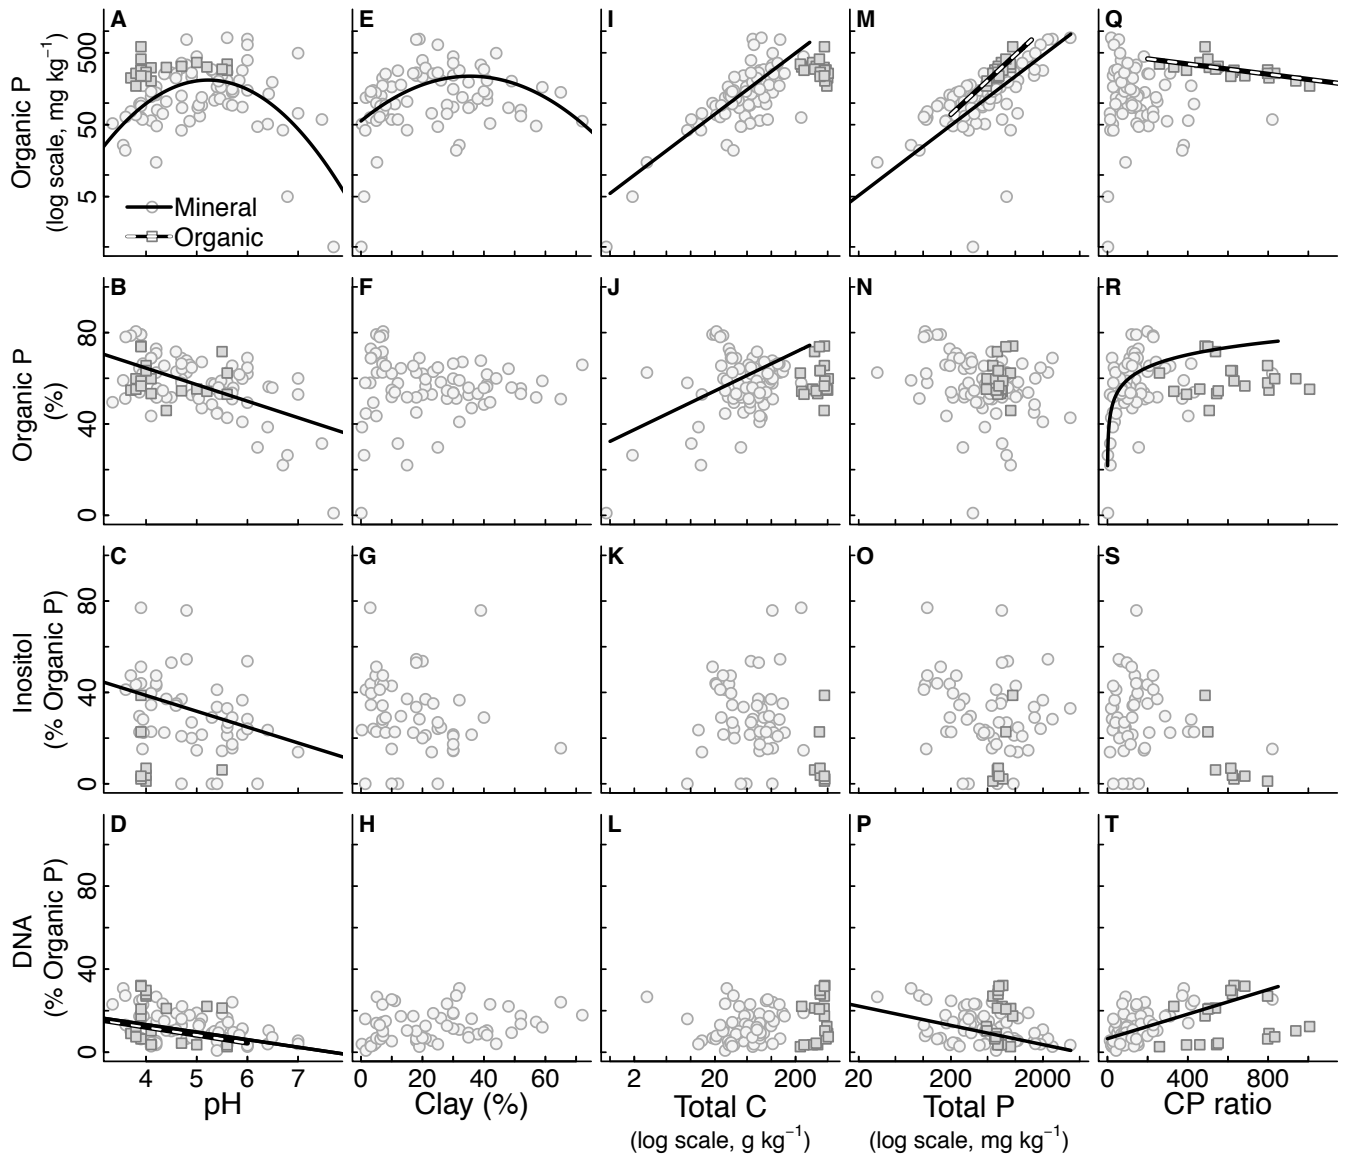 A E I M Q
Organic P
(log scale, mg kg⁻¹)
500
50
5
Mineral
Organic
B F J N R
Organic P
(%)
80
40
0
C G K O S
Inositol
(% Organic P)
80
40
0
D H L P T
DNA
(% Organic P)
80
40
0
4 5 6 7 0 20 40 60 2 20 200 20 200 2000 0 400 800
pH Clay (%) Total C Total P CP ratio
(log scale, g kg⁻¹) (log scale, mg kg⁻¹)